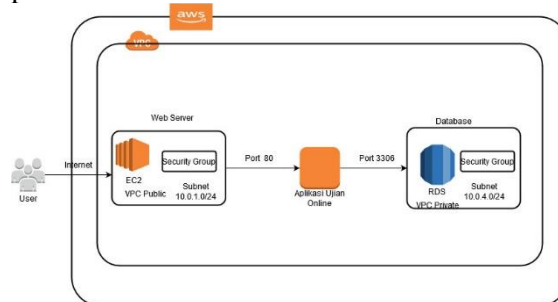 aws
VPC
Web Server
Database
Security Group
Security Group
Internet
Port 80
Port 3306
User
EC2
VPC Public
Subnet
10.0.1.0/24
Aplikasi Ujian
Online
RDS
VPC Private
Subnet
10.0.4.0/24